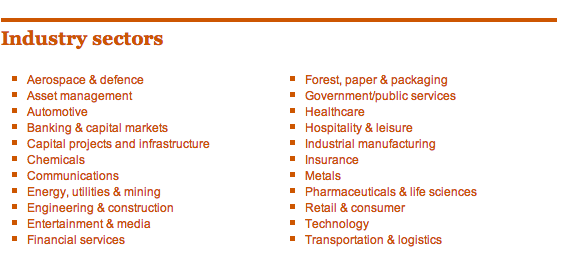 Industry sectors
Aerospace & defence
Asset management
Automotive
Banking & capital markets
Capital projects and infrastructure
Chemicals
Communications
Energy, utilities & mining
Engineering & construction
Entertainment & media
Financial services
Forest, paper & packaging
Government/public services
Healthcare
Hospitality & leisure
Industrial manufacturing
Insurance
Metals
Pharmaceuticals & life sciences
Retail & consumer
Technology
Transportation & logistics